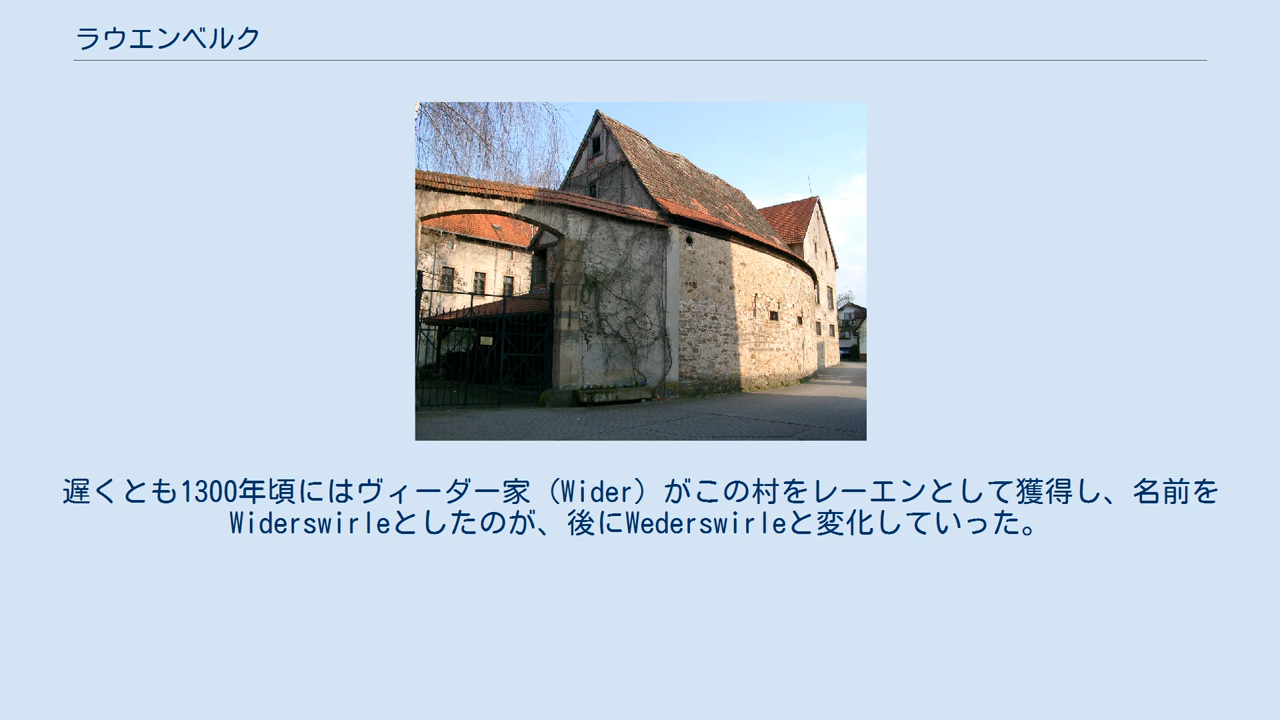 ラウエンベルク
遅くとも1300年頃にはヴィーダー家（Wider）がこの村をレーエンとして獲得し、名前を
Widerswirleとしたのが、後にWederswirleと変化していった。